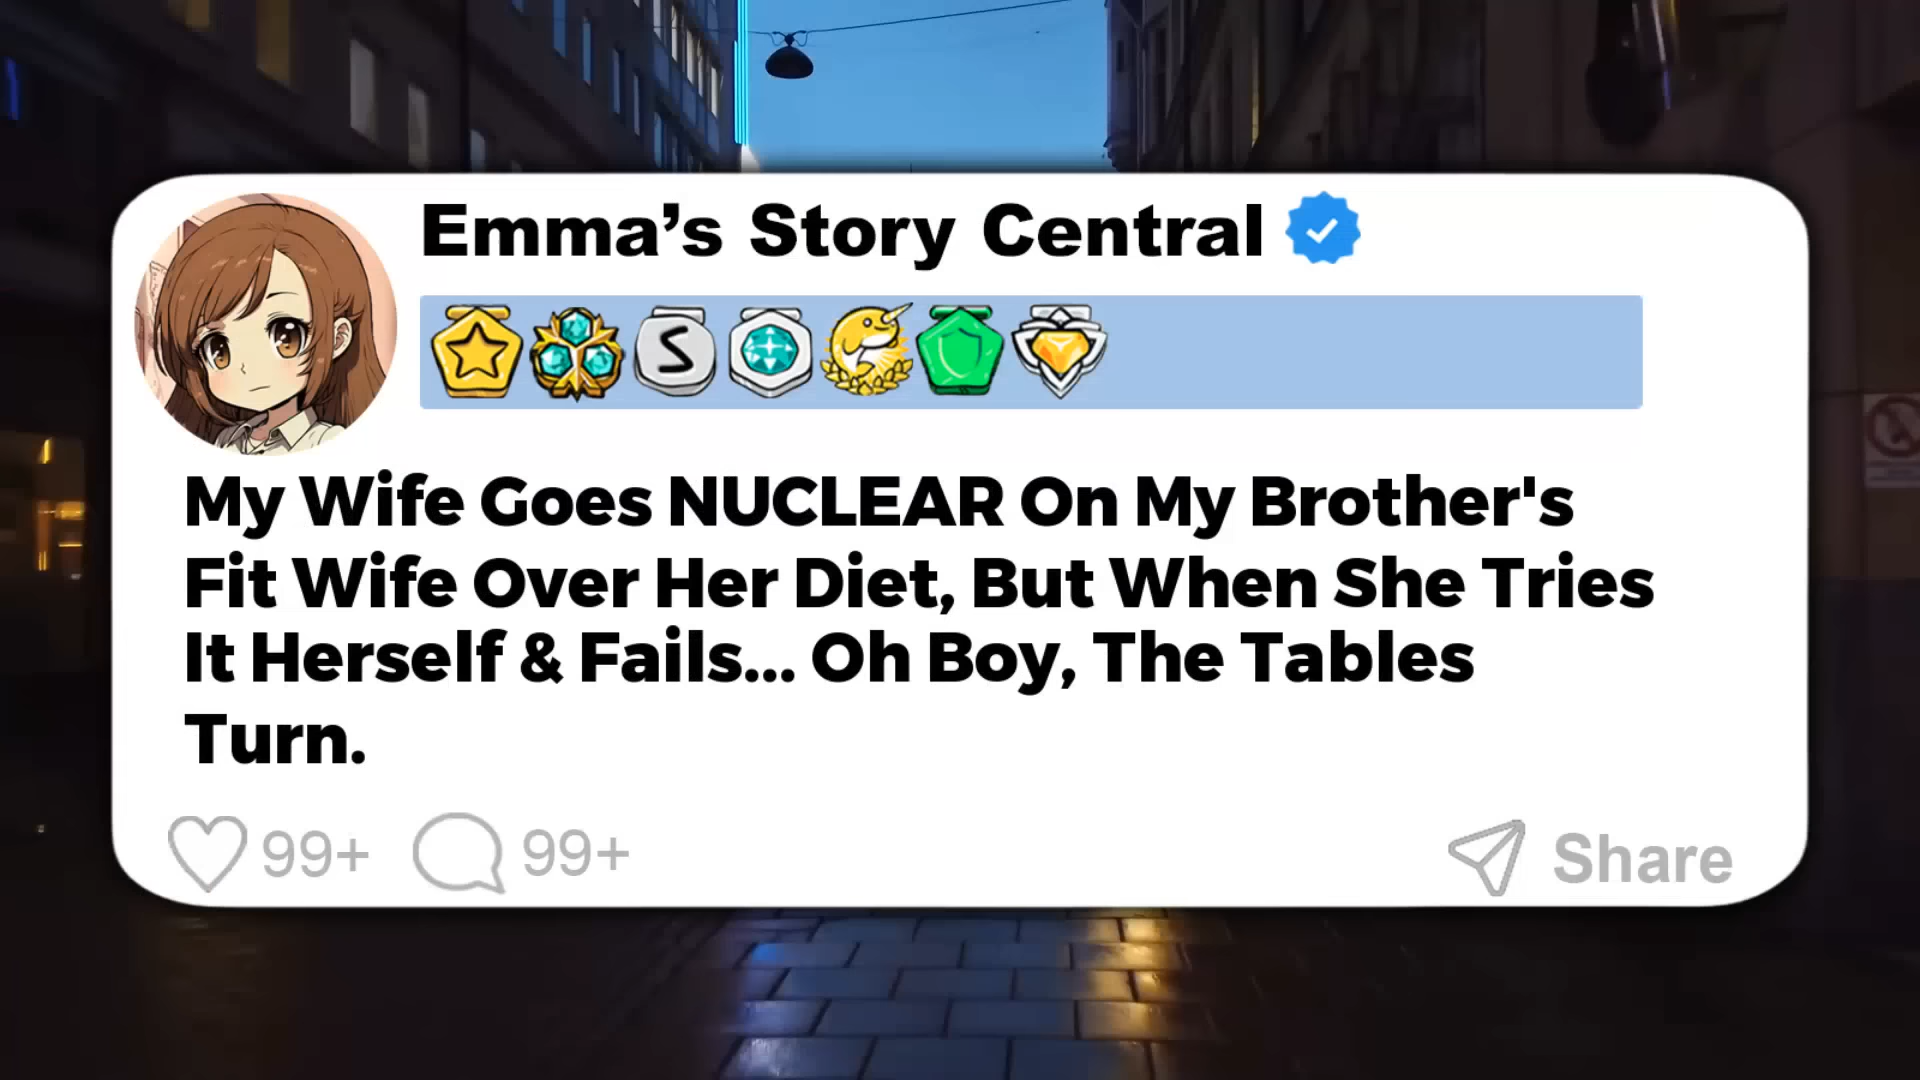 Emma’s Story Central
S
My Wife Goes NUCLEAR On My Brother's
Fit Wife Over Her Diet, But When She Tries
It Herself & Fails... Oh Boy, The Tables
Turn.
99+ 99+ Share